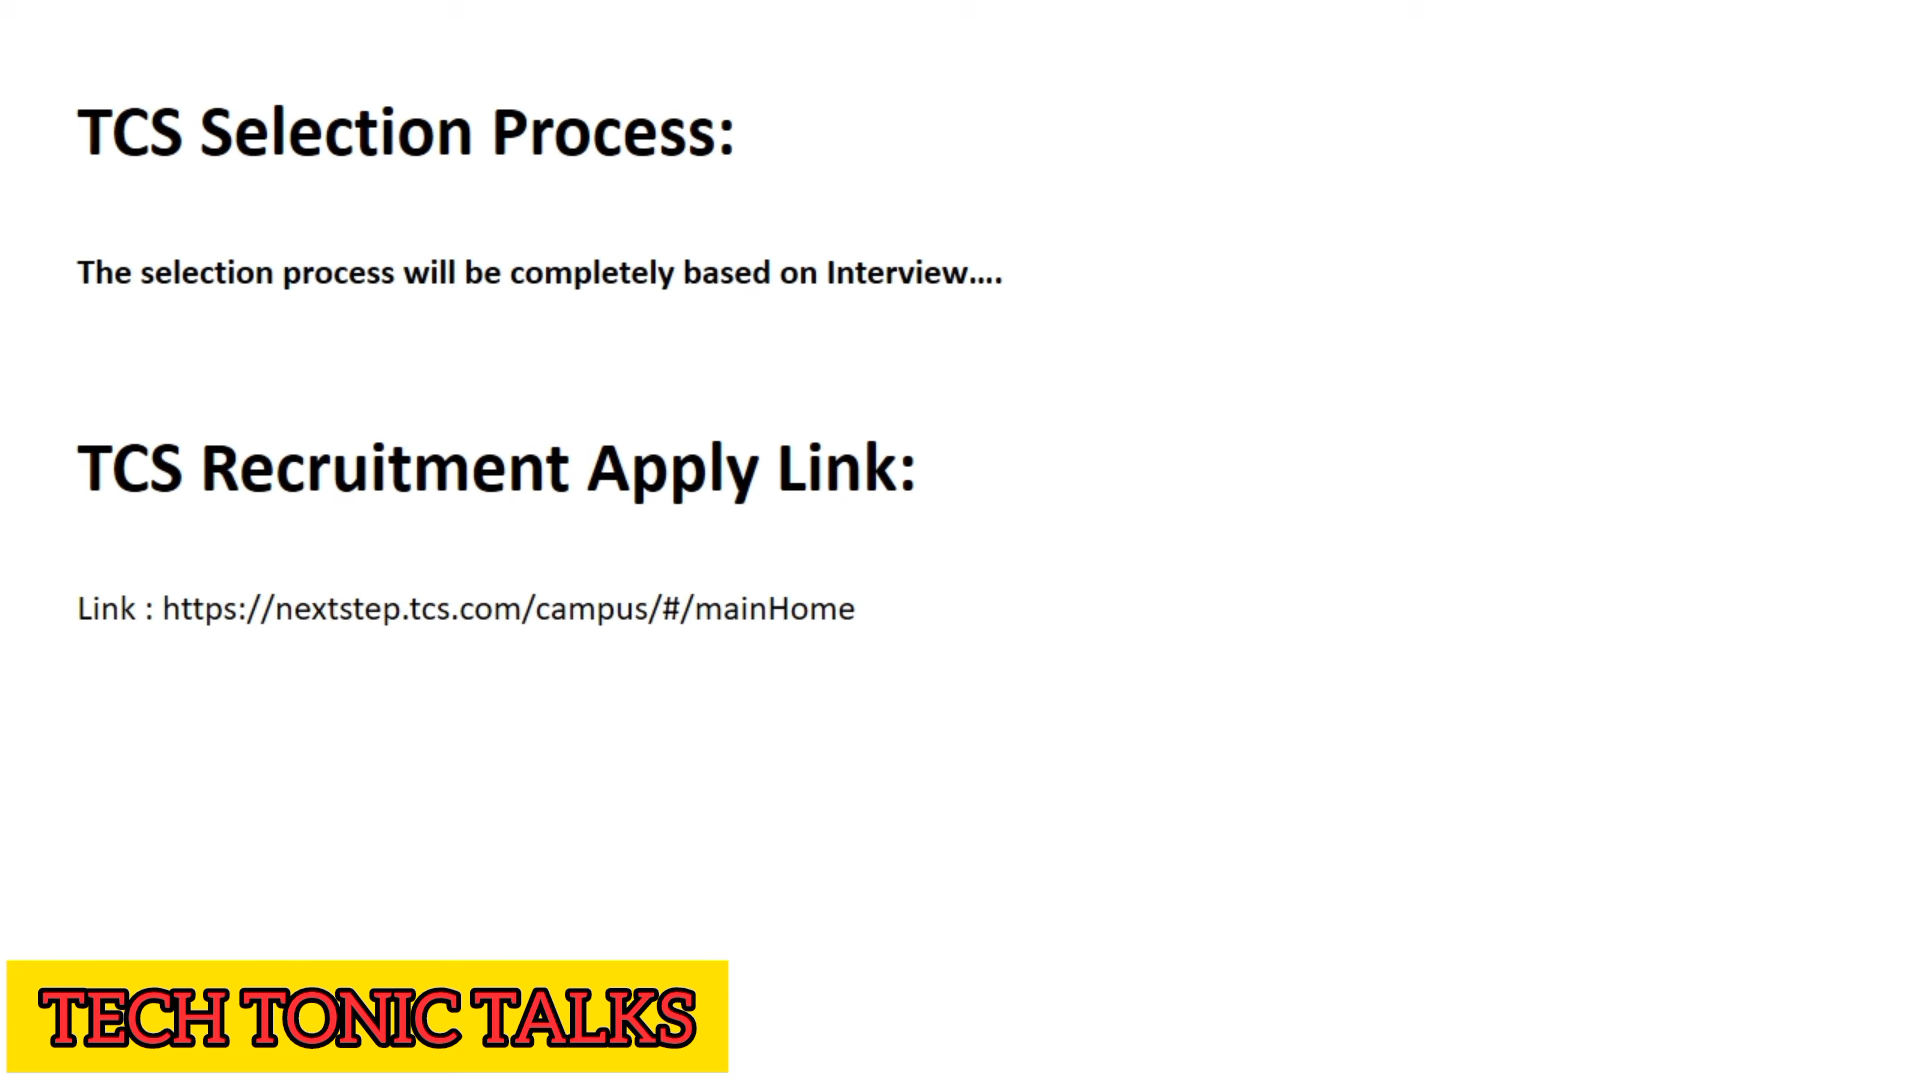 TCS Selection Process:
The selection process will be completely based on Interview....
TCS Recruitment Apply Link:
Link : https://nextstep.tcs.com/campus/#/mainHome
TECH TONIC TALKS